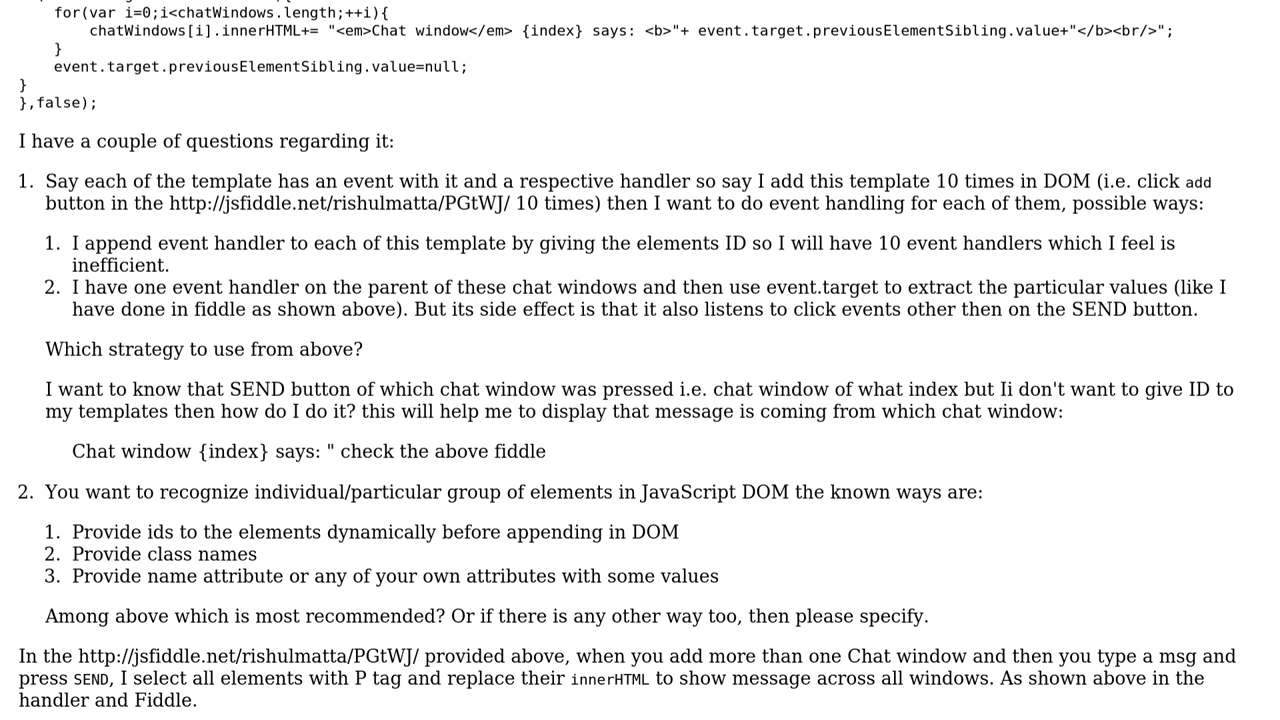 for(var i=0;i<chatWindows.length;++i){
chatWindows[i].innerHTML+= "<em>Chat window</em> {index} says: <b>"+ event.target.previousElementSibling.value+"</b><br/>";
}
event.target.previousElementSibling.value=null;
}
},false);
I have a couple of questions regarding it:
1. Say each of the template has an event with it and a respective handler so say I add this template 10 times in DOM (i.e. click add
button in the http://jsfiddle.net/rishulmatta/PGtWJ/ 10 times) then I want to do event handling for each of them, possible ways:
1. I append event handler to each of this template by giving the elements ID so I will have 10 event handlers which I feel is
inefficient.
2. I have one event handler on the parent of these chat windows and then use event.target to extract the particular values (like I
have done in fiddle as shown above). But its side effect is that it also listens to click events other then on the SEND button.
Which strategy to use from above?
I want to know that SEND button of which chat window was pressed i.e. chat window of what index but Ii don't want to give ID to
my templates then how do I do it? this will help me to display that message is coming from which chat window:
Chat window {index} says: " check the above fiddle
2. You want to recognize individual/particular group of elements in JavaScript DOM the known ways are:
1. Provide ids to the elements dynamically before appending in DOM
2. Provide class names
3. Provide name attribute or any of your own attributes with some values
Among above which is most recommended? Or if there is any other way too, then please specify.
In the http://jsfiddle.net/rishulmatta/PGtWJ/ provided above, when you add more than one Chat window and then you type a msg and
press SEND, I select all elements with P tag and replace their innerHTML to show message across all windows. As shown above in the
handler and Fiddle.